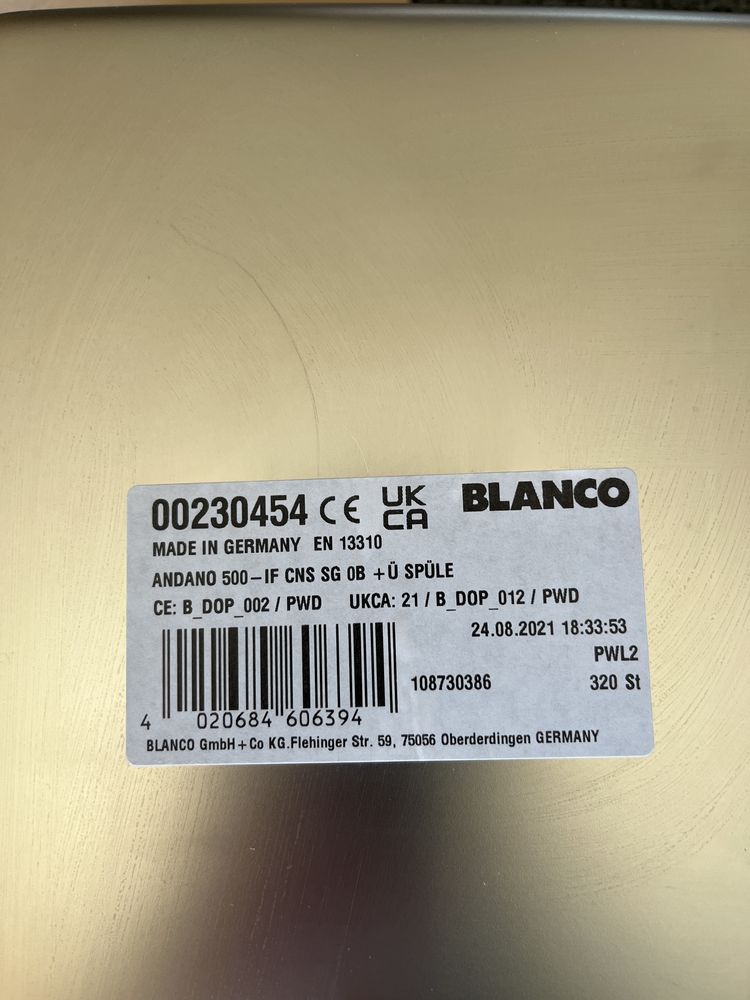 00230454 CE UK CA BLANCO
MADE IN GERMANY EN 13310
ANDANO 500-IF CNS SG 0B +Ü SPÜLE
CE: B_DOP_002 / PWD UKCA: 21 / B_DOP_012 / PWD
24.08.2021 18:33:53
PWL2
108730386 320 St
4 020684 606394
BLANCO GmbH + Co KG.Flehinger Str. 59, 75056 Oberderdingen GERMANY